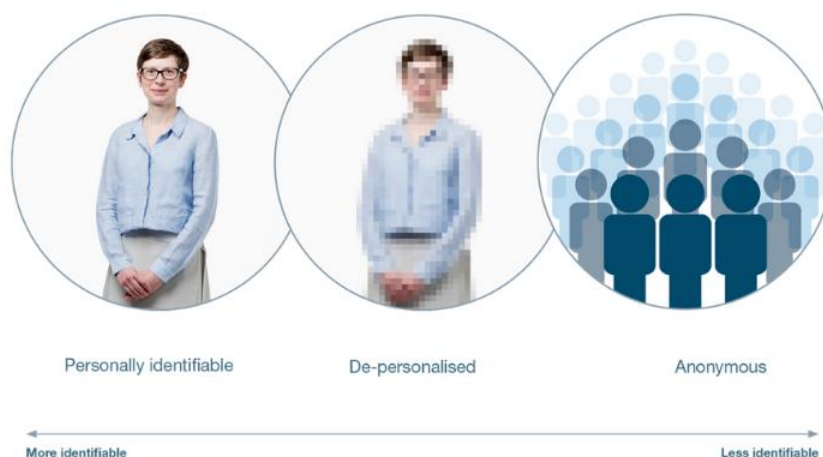 Personally identifiable
De-personalised
Anonymous
More identifiable
Less identifiable